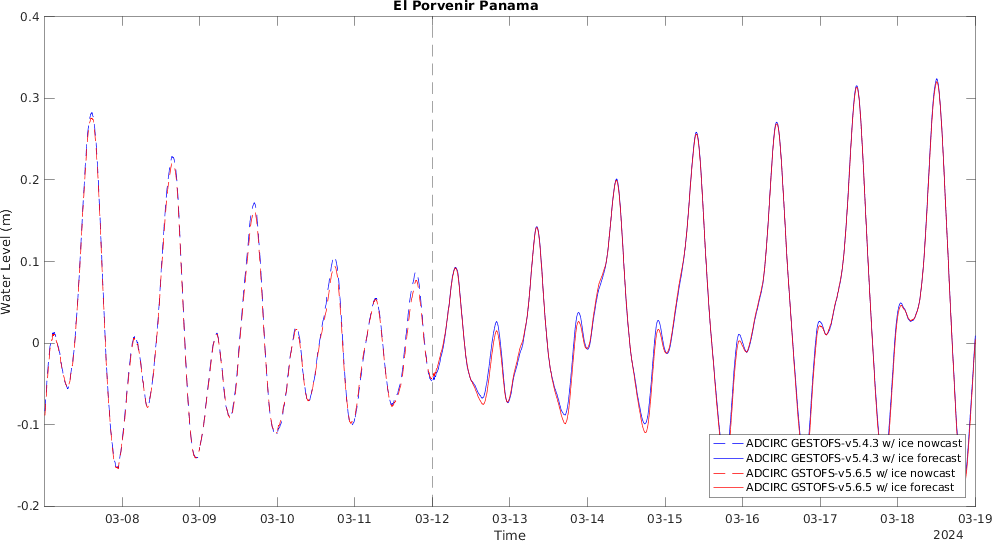 El Porvenir Panama
0.4
0.3
0.2
0.1
0
-0.1
-0.2
Water Level (m)
ADCIRC GESTOFS-v5.4.3 w/ ice nowcast
ADCIRC GESTOFS-v5.4.3 w/ ice forecast
ADCIRC GSTOFS-v5.6.5 w/ ice nowcast
ADCIRC GSTOFS-v5.6.5 w/ ice forecast
03-08 03-09 03-10 03-11 03-12 03-13 03-14 03-15 03-16 03-17 03-18 03-19
Time
2024